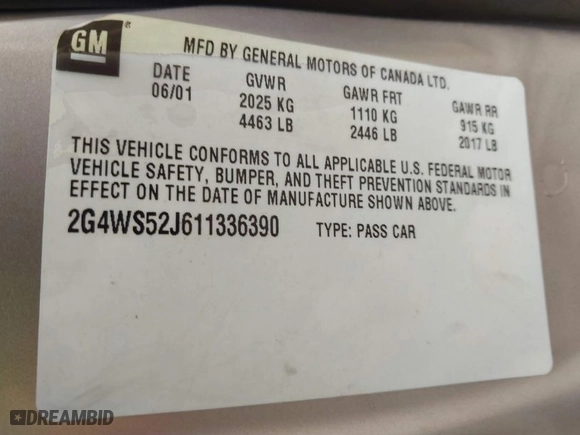 GM
MFD BY GENERAL MOTORS OF CANADA LTD.
DATE GVWR GAWR FRT GAWR RR
06/01 2025 KG 1110 KG 915 KG
4463 LB 2446 LB 2017 LB
THIS VEHICLE CONFORMS TO ALL APPLICABLE U.S. FEDERAL MOTOR
VEHICLE SAFETY, BUMPER, AND THEFT PREVENTION STANDARDS IN
EFFECT ON THE DATE OF MANUFACTURE SHOWN ABOVE.
2G4WS52J611336390 TYPE: PASS CAR
DREAMBID